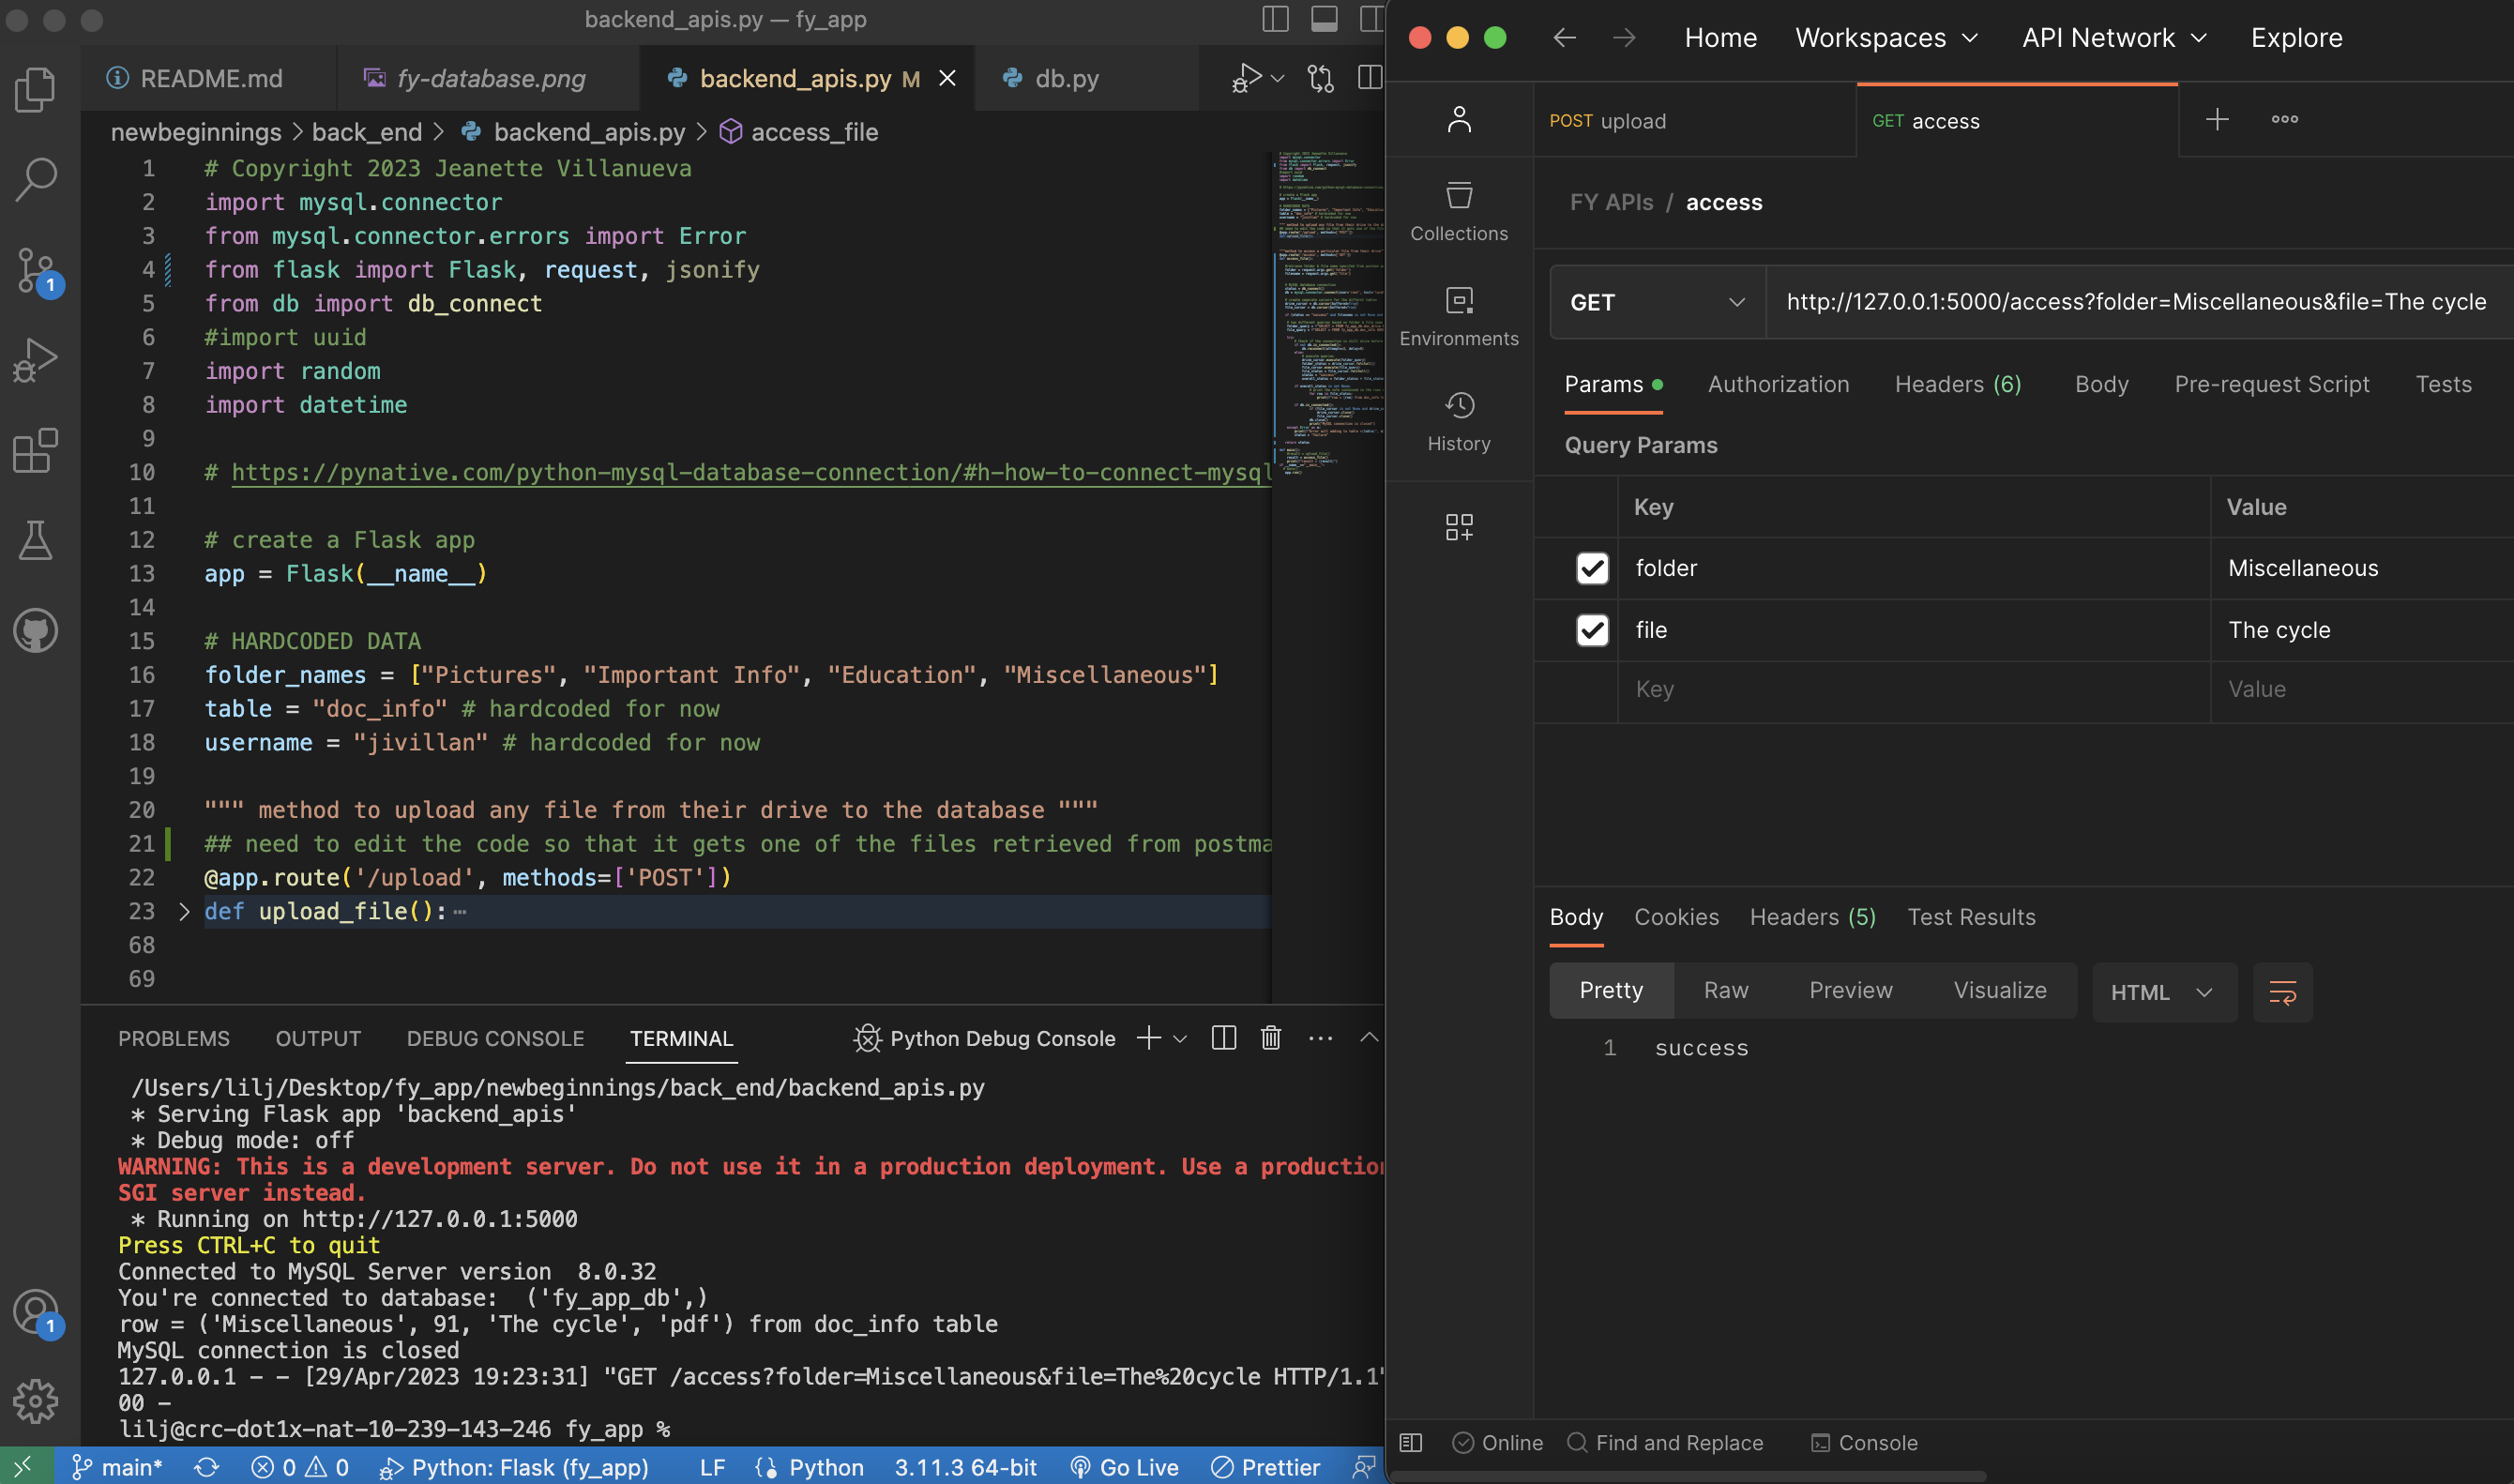 backend_apis.py — fy_app
README.md
fy-database.png
backend_apis.py M
db.py
newbeginnings > back_end > backend_apis.py > access_file
1 # Copyright 2023 Jeanette Villanueva
2 import mysql.connector
3 from mysql.connector.errors import Error
4 from flask import Flask, request, jsonify
5 from db import db_connect
6 #import uuid
7 import random
8 import datetime
9
10 # https://pynative.com/python-mysql-database-connection/#h-how-to-connect-mysql
11
12 # create a Flask app
13 app = Flask(__name__)
14
15 # HARDCODED DATA
16 folder_names = ["Pictures", "Important Info", "Education", "Miscellaneous"]
17 table = "doc_info" # hardcoded for now
18 username = "jivillan" # hardcoded for now
19
20 """ method to upload any file from their drive to the database """
21 ## need to edit the code so that it gets one of the files retrieved from postma
22 @app.route('/upload', methods=['POST'])
23 def upload_file():
68
69
PROBLEMS OUTPUT DEBUG CONSOLE TERMINAL Python Debug Console
/Users/lilj/Desktop/fy_app/newbeginnings/back_end/backend_apis.py
* Serving Flask app 'backend_apis'
* Debug mode: off
WARNING: This is a development server. Do not use it in a production deployment. Use a production
SGI server instead.
* Running on http://127.0.0.1:5000
Press CTRL+C to quit
Connected to MySQL Server version  8.0.32
You're connected to database:  ('fy_app_db',)
row = ('Miscellaneous', 91, 'The cycle', 'pdf') from doc_info table
MySQL connection is closed
127.0.0.1 - - [29/Apr/2023 19:23:31] "GET /access?folder=Miscellaneous&file=The%20cycle HTTP/1.1"
00 -
lilj@crc-dot1x-nat-10-239-143-246 fy_app %
1
1
main* 0 0 Python: Flask (fy_app) LF Python 3.11.3 64-bit Go Live Prettier
Home Workspaces API Network Explore
POST upload
GET access
Collections
Environments
History
FY APIs / access
GET http://127.0.0.1:5000/access?folder=Miscellaneous&file=The cycle
Params Authorization Headers (6) Body Pre-request Script Tests
Query Params
Key Value
folder Miscellaneous
file The cycle
Key Value
Body Cookies Headers (5) Test Results
Pretty Raw Preview Visualize HTML
1 success
Online Find and Replace Console